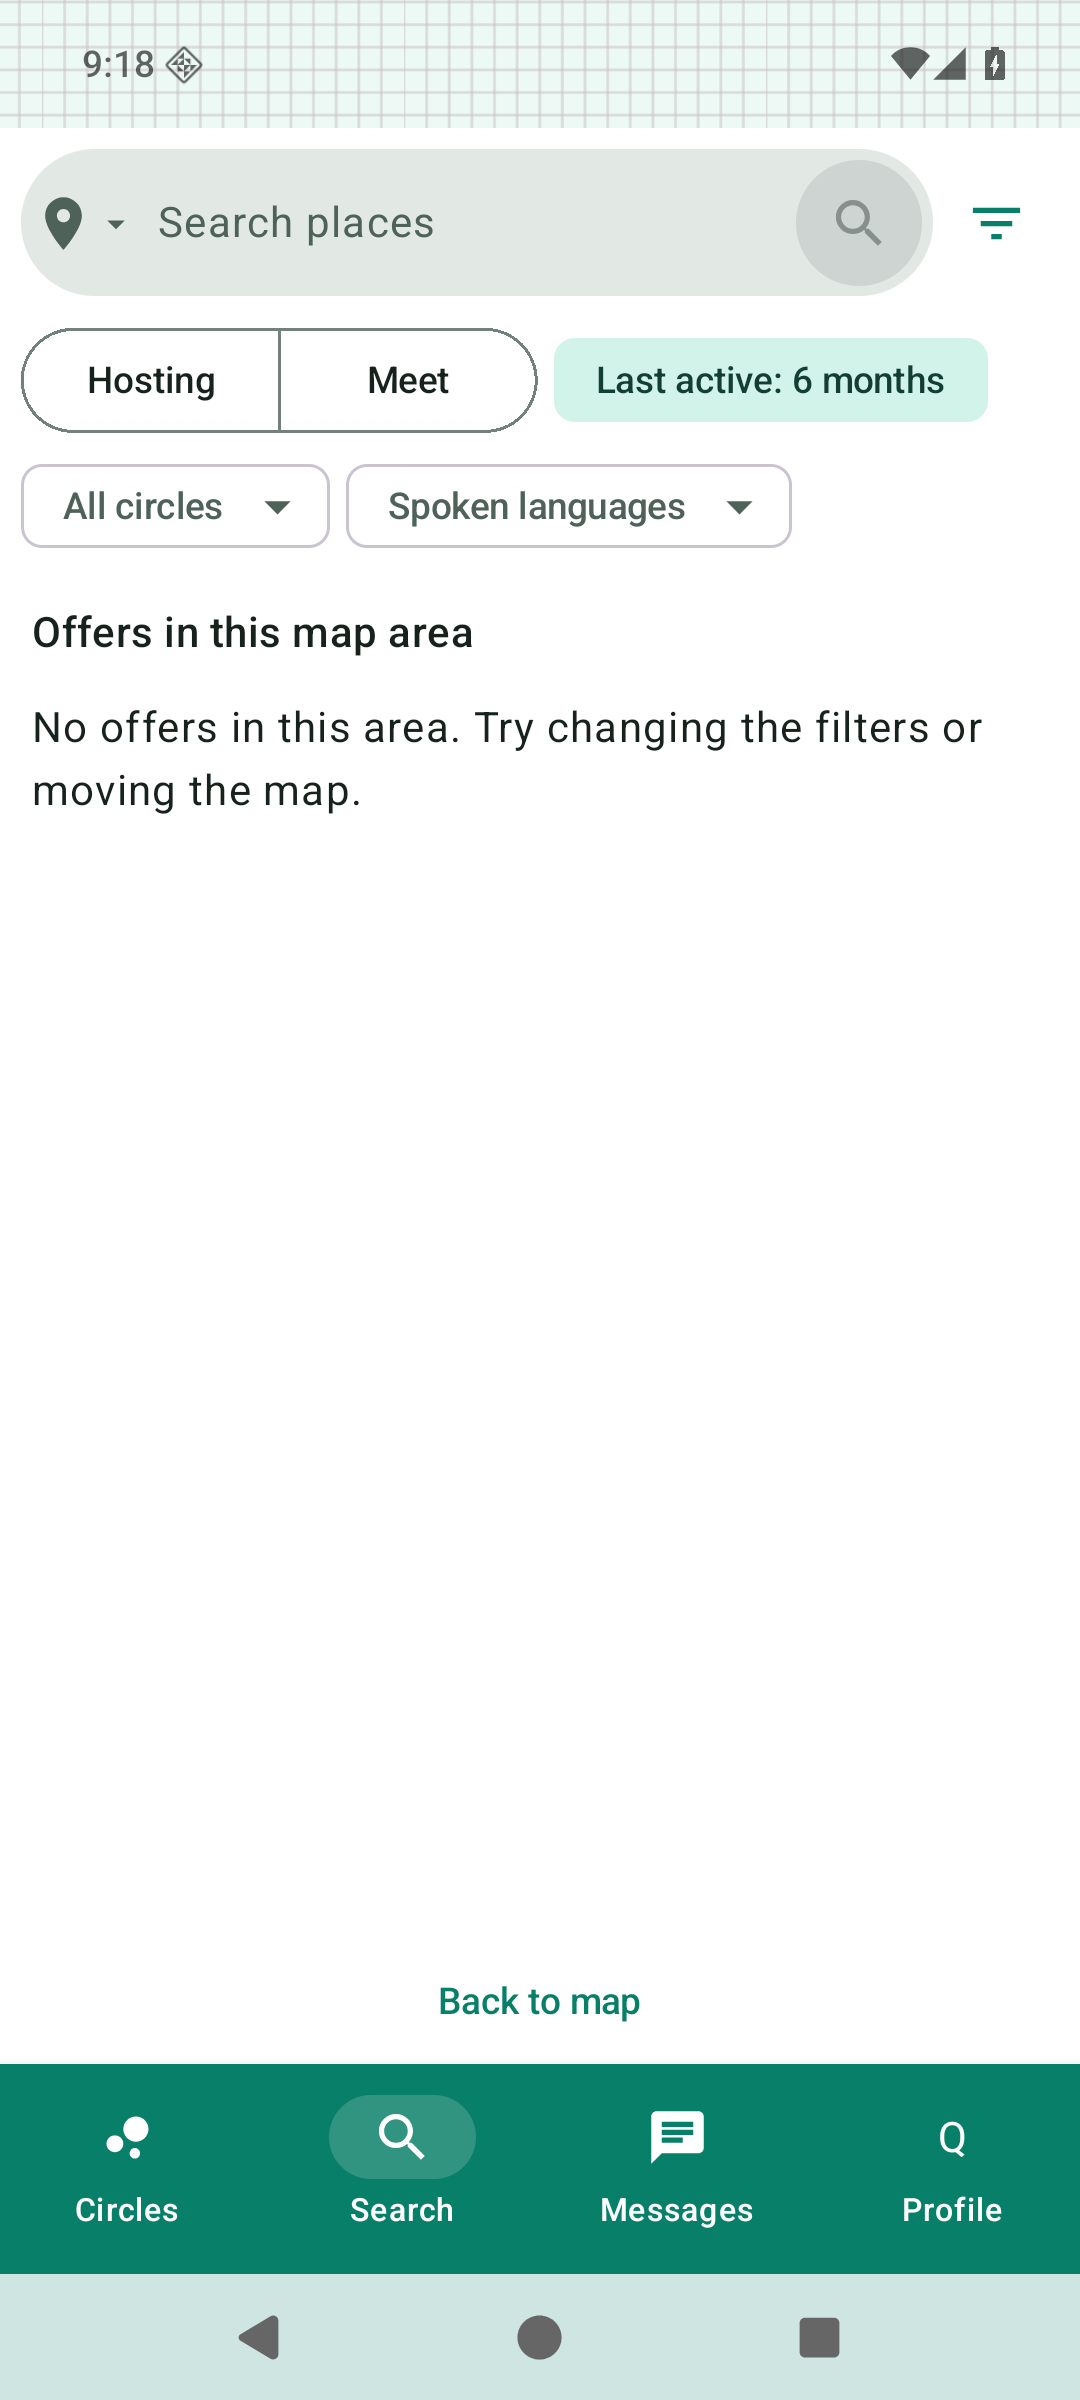 9:18
Search places
Hosting
Meet
Last active: 6 months
All circles
Spoken languages
Offers in this map area
No offers in this area. Try changing the filters or
moving the map.
Back to map
Q
Circles
Search
Messages
Profile